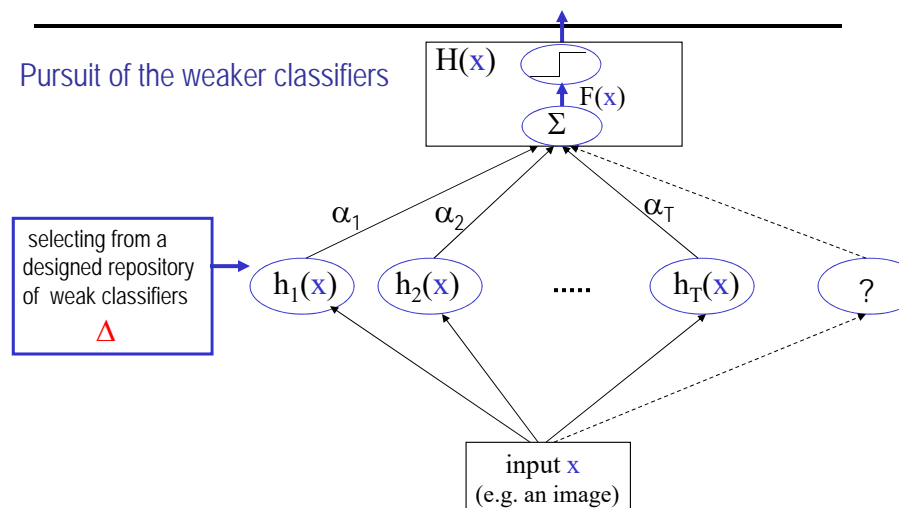 Pursuit of the weaker classifiers
H(x)
F(x)
Σ
α1
α2
αT
selecting from a
designed repository
of weak classifiers
Δ
h1(x)
h2(x)
.....
hT(x)
?
input x
(e.g. an image)